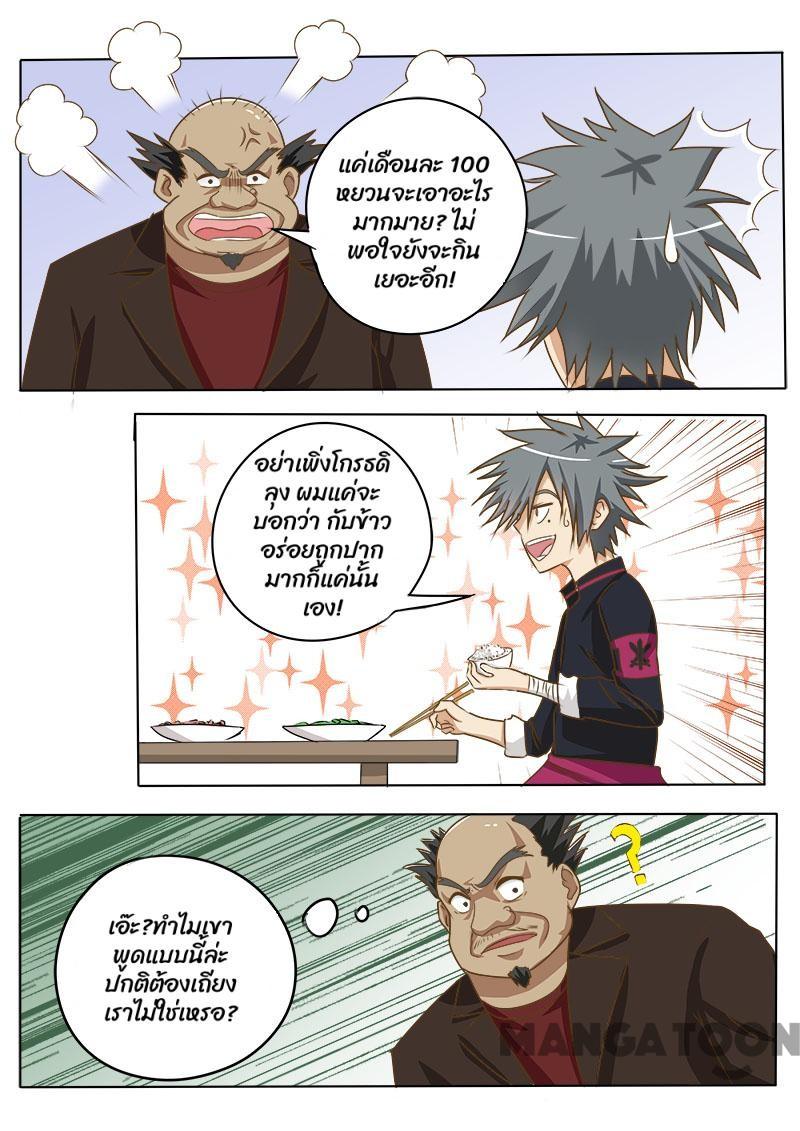 แค่เดือนละ 100
หยวนจะเอาอะไร
มากมาย? ไม่
พอใจยังจะกิน
เยอะอีก!
อย่าเพิ่งโกรธดิ
ลุง ผมแค่จะ
บอกว่า กับข้าว
อร่อยถูกปาก
มากก็แค่นั้น
เอง!
?
เอ๊ะ?ทำไมเขา
พูดแบบนี้ล่ะ
ปกติต้องเถียง
เราไม่ใช่เหรอ?
MANGA TOON